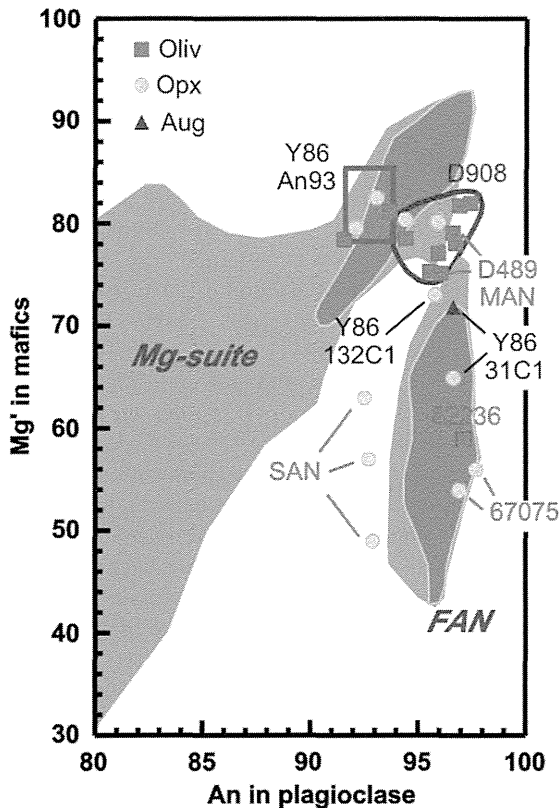 100
90
80
70
60
50
40
30
80
85
90
95
100
Mg' in mafics
An in plagioclase
Oliv
Opx
Aug
Y86
An93
D908
D489
MAN
Y86
132C1
Y86
31C1
Mg-suite
SAN
67075
FAN